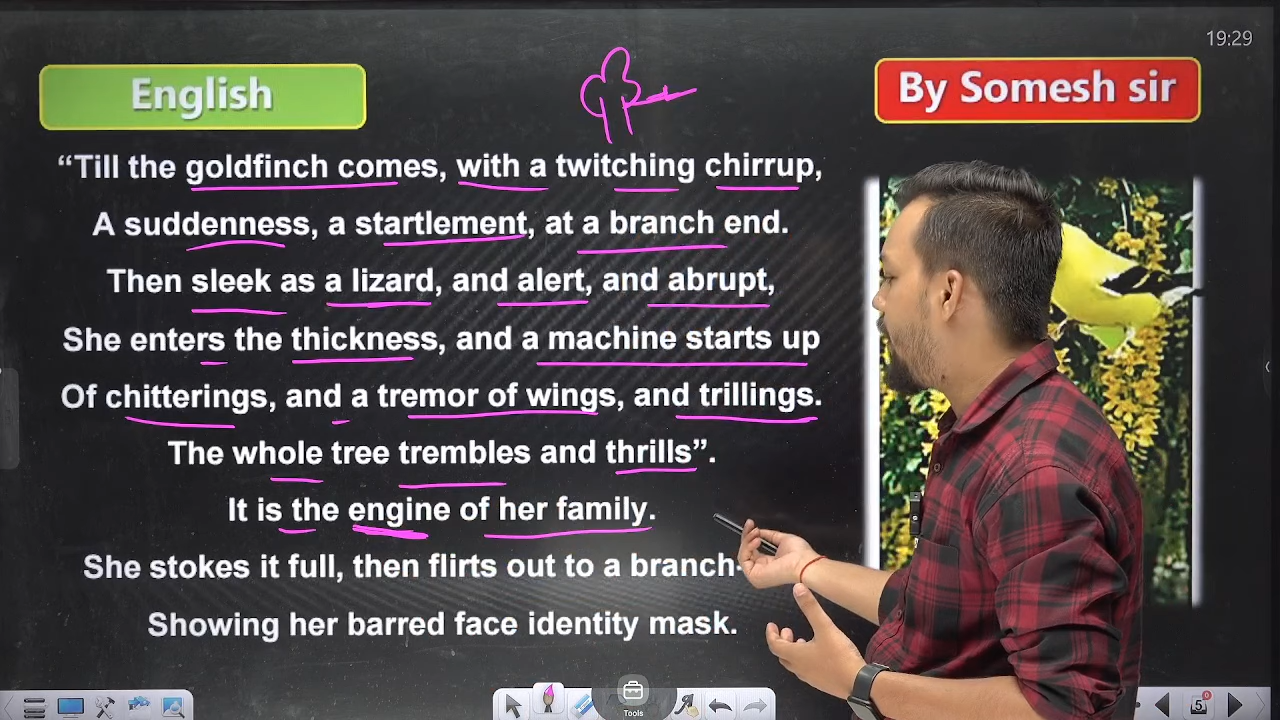 19:29
English
By Somesh sir
“Till the goldfinch comes, with a twitching chirrup,
A suddenness, a startlement, at a branch end.
Then sleek as a lizard, and alert, and abrupt,
She enters the thickness, and a machine starts up
Of chitterings, and a tremor of wings, and trillings.
The whole tree trembles and thrills”.
It is the engine of her family.
She stokes it full, then flirts out to a branch-
Showing her barred face identity mask.
Tools
5
0